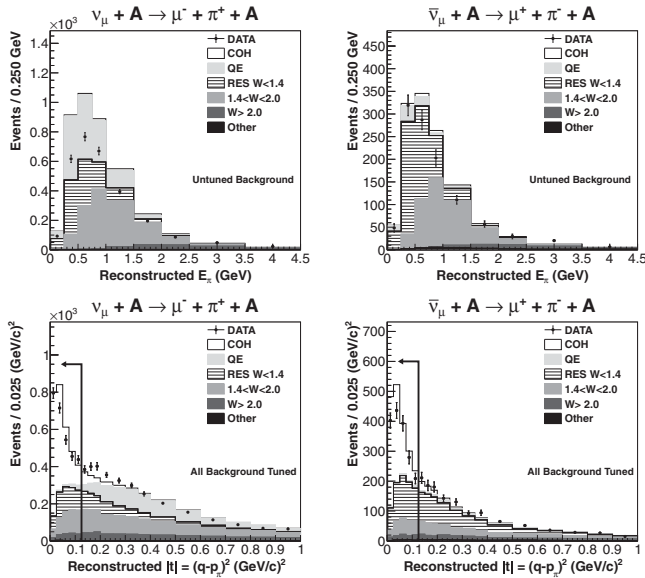 ν_μ + A → μ⁻ + π⁺ + A
×10³
Events / 0.250 GeV
1.4
1.2
1
0.8
0.6
0.4
0.2
0
DATA
COH
QE
RES W<1.4
1.4<W<2.0
W> 2.0
Other
Untuned Background
0 0.5 1 1.5 2 2.5 3 3.5 4 4.5
Reconstructed E_π (GeV)
ν̄_μ + A → μ⁺ + π⁻ + A
Events / 0.250 GeV
450
400
350
300
250
200
150
100
50
0
DATA
COH
QE
RES W<1.4
1.4<W<2.0
W> 2.0
Other
Untuned Background
0 0.5 1 1.5 2 2.5 3 3.5 4 4.5
Reconstructed E_π (GeV)
ν_μ + A → μ⁻ + π⁺ + A
×10³
Events / 0.025 (GeV/c)²
1
0.8
0.6
0.4
0.2
0
DATA
COH
QE
RES W<1.4
1.4<W<2.0
W> 2.0
Other
All Background Tuned
0 0.1 0.2 0.3 0.4 0.5 0.6 0.7 0.8 0.9 1
Reconstructed |t| = (q-p_π)² (GeV/c)²
ν̄_μ + A → μ⁺ + π⁻ + A
Events / 0.025 (GeV/c)²
700
600
500
400
300
200
100
0
DATA
COH
QE
RES W<1.4
1.4<W<2.0
W> 2.0
Other
All Background Tuned
0 0.1 0.2 0.3 0.4 0.5 0.6 0.7 0.8 0.9 1
Reconstructed |t| = (q-p_π)² (GeV/c)²